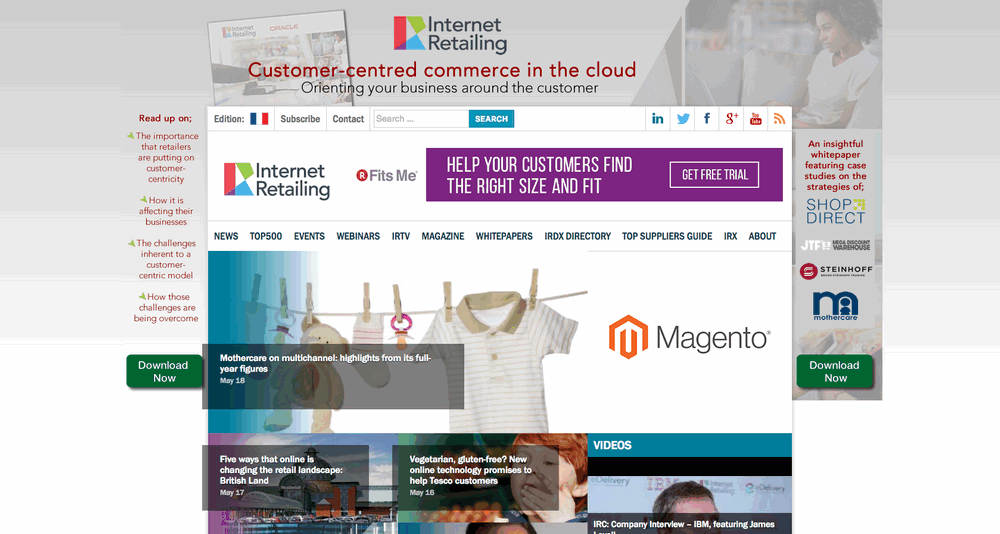 Internet
Retailing
ORACLE
Customer-centred commerce in the cloud
Orienting your business around the customer
Read up on;
The importance
that retailers
are putting on
customer-
centricity
How it is
affecting their
businesses
The challenges
inherent to a
customer-
centric model
How those
challenges are
being overcome
Download
Now
Edition:
Subscribe
Contact
Search ...
SEARCH
Internet
Retailing
Fits Me
HELP YOUR CUSTOMERS FIND
THE RIGHT SIZE AND FIT
GET FREE TRIAL
NEWS TOP500 EVENTS WEBINARS IRTV MAGAZINE WHITEPAPERS IRDX DIRECTORY TOP SUPPLIERS GUIDE IRX ABOUT
Mothercare on multichannel: highlights from its full-
year figures
May 18
Magento
Five ways that online is
changing the retail landscape:
British Land
May 17
Vegetarian, gluten-free? New
online technology promises to
help Tesco customers
May 16
VIDEOS
eDelivery
IBM
eDelivery
IRC: Company Interview – IBM, featuring James
An insightful
whitepaper
featuring case
studies on the
strategies of;
SHOP
DIRECT
JTF MEGA DISCOUNT
WAREHOUSE
STEINHOFF
mothercare
Download
Now